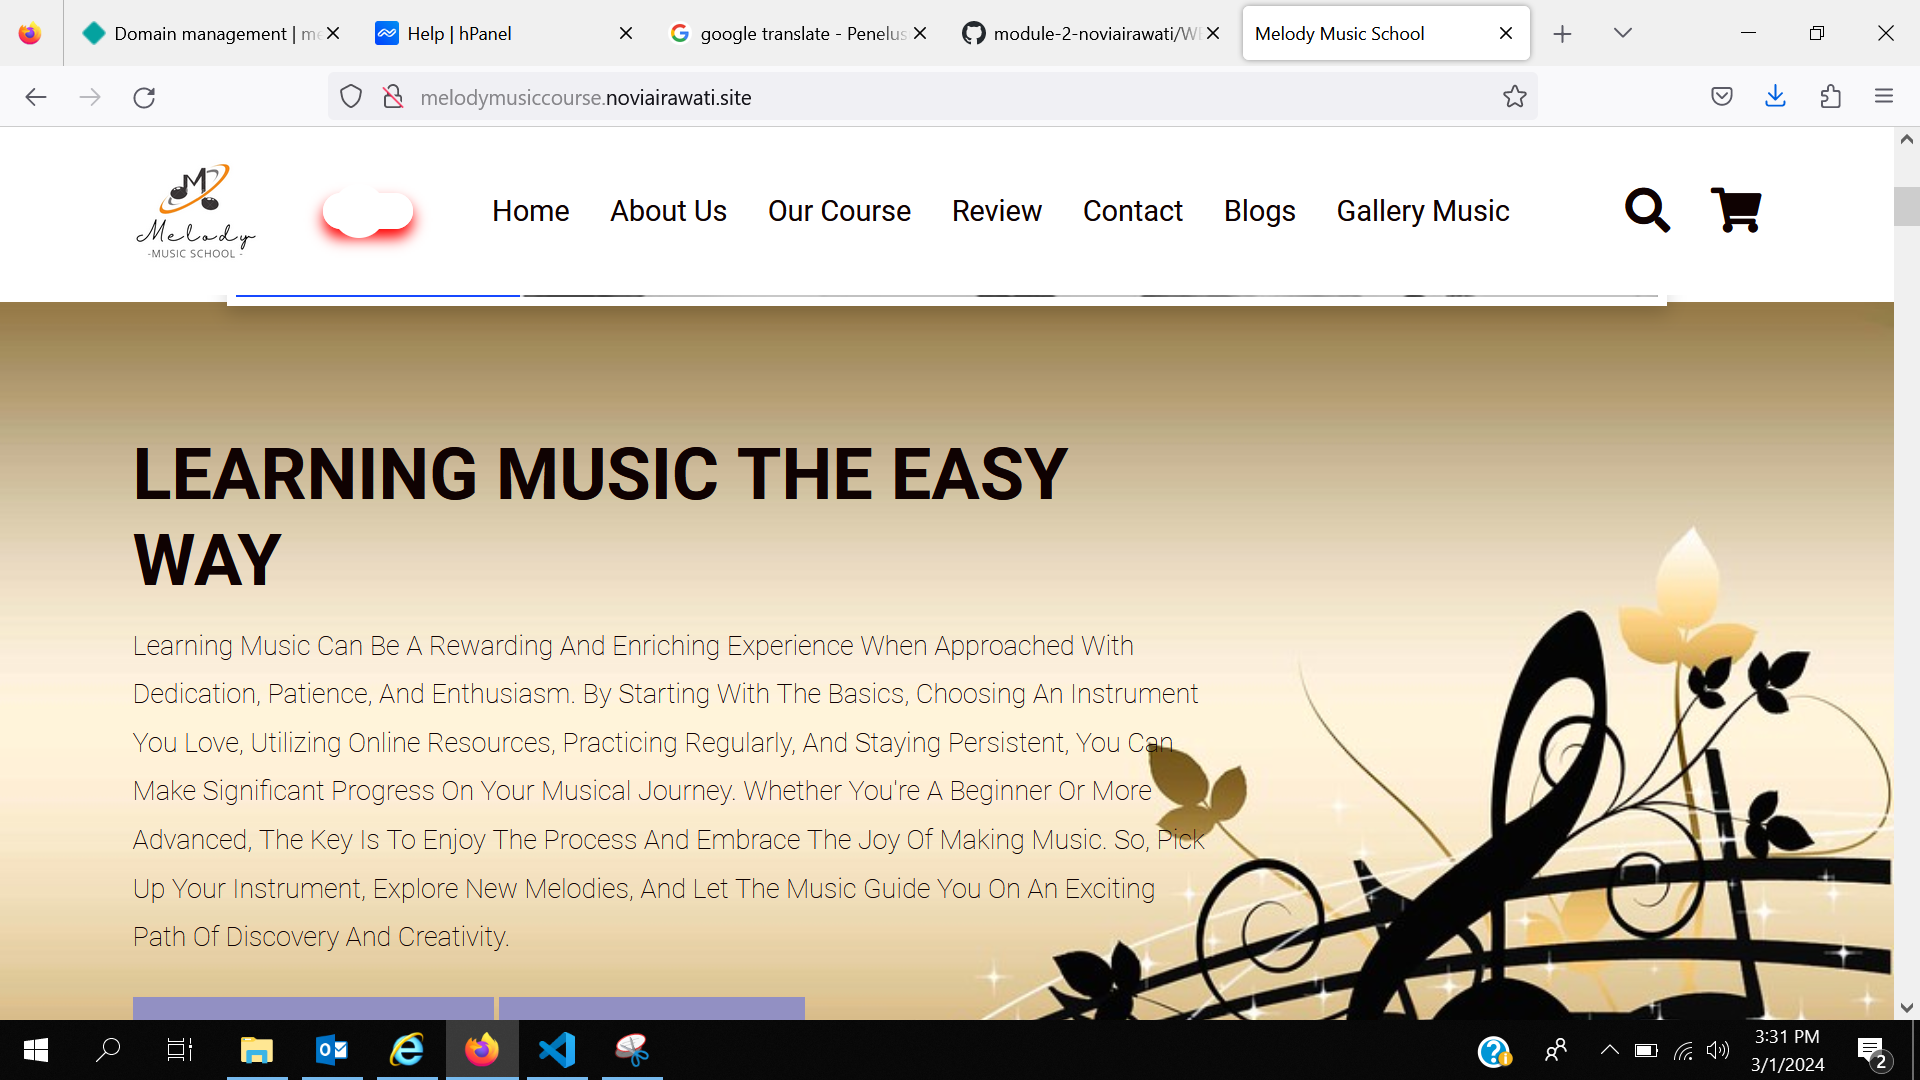 Domain management | me
Help | hPanel
google translate - Penelus
module-2-noviairawati/WE
Melody Music School
melodymusiccourse.noviairawati.site
M
Melody
-MUSIC SCHOOL -
Home About Us Our Course Review Contact Blogs Gallery Music
LEARNING MUSIC THE EASY
WAY
Learning Music Can Be A Rewarding And Enriching Experience When Approached With
Dedication, Patience, And Enthusiasm. By Starting With The Basics, Choosing An Instrument
You Love, Utilizing Online Resources, Practicing Regularly, And Staying Persistent, You Can
Make Significant Progress On Your Musical Journey. Whether You're A Beginner Or More
Advanced, The Key Is To Enjoy The Process And Embrace The Joy Of Making Music. So, Pick
Up Your Instrument, Explore New Melodies, And Let The Music Guide You On An Exciting
Path Of Discovery And Creativity.
3:31 PM
3/1/2024
2